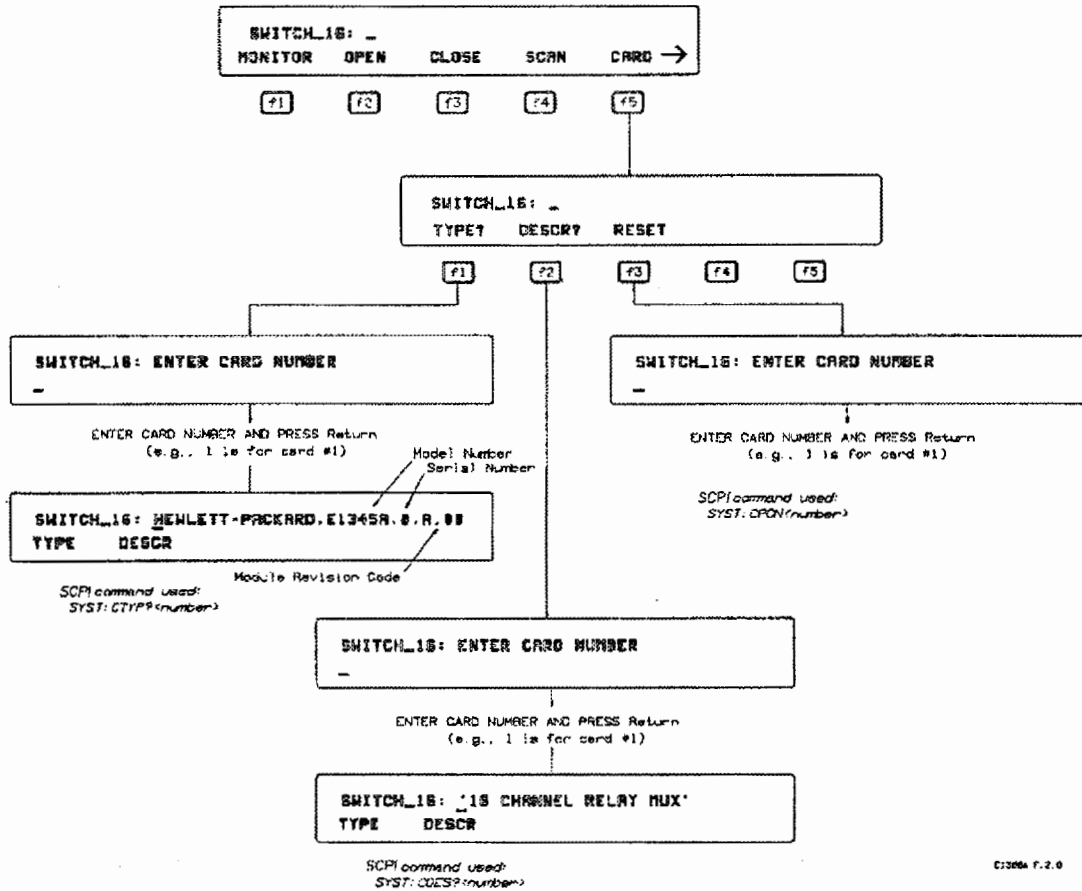 SWITCH_16: _
MONITOR OPEN CLOSE SCAN CARD →
f1 f2 f3 f4 f5
SWITCH_16: _
TYPE? DESCR? RESET
f1 f2 f3 f4 f5
SWITCH_16: ENTER CARD NUMBER
_
SWITCH_16: ENTER CARD NUMBER
_
ENTER CARD NUMBER AND PRESS Return
(e.g., 1 is for card #1)
ENTER CARD NUMBER AND PRESS Return
(e.g., 1 is for card #1)
Model Number
Serial Number
SWITCH_16: HEWLETT-PACKARD,E1345A,0,A.
TYPE DESCR
Module Revision Code
SCPI command used:
SYST:CTYP?<number>
SCPI command used:
SYST:CPON<number>
SWITCH_16: ENTER CARD NUMBER
_
ENTER CARD NUMBER AND PRESS Return
(e.g., 1 is for card #1)
SWITCH_16: '16 CHANNEL RELAY MUX'
TYPE DESCR
SCPI command used:
SYST:CDES?<number>
E1300A F.2.0